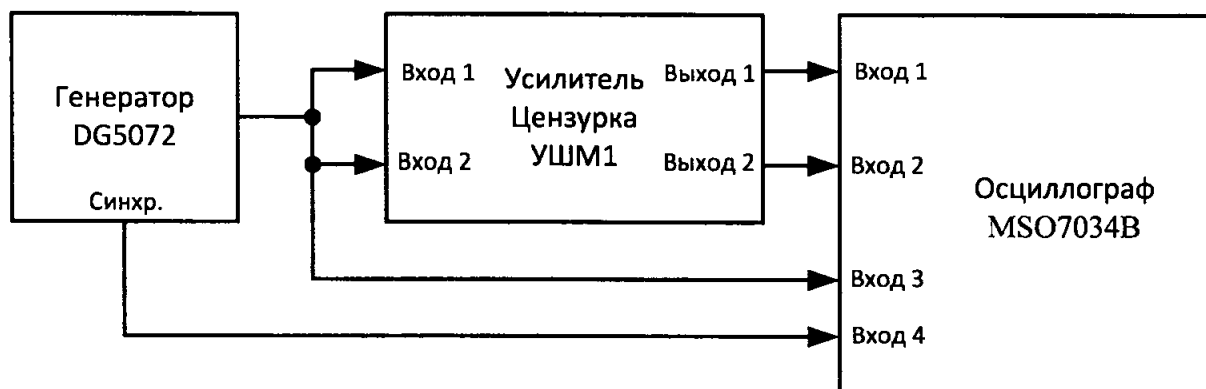 Генератор
DG5072
Синхр.
Вход 1
Вход 2
Усилитель
Цензурка
УШМ1
Выход 1
Выход 2
Вход 1
Вход 2
Вход 3
Вход 4
Осциллограф
MSO7034B